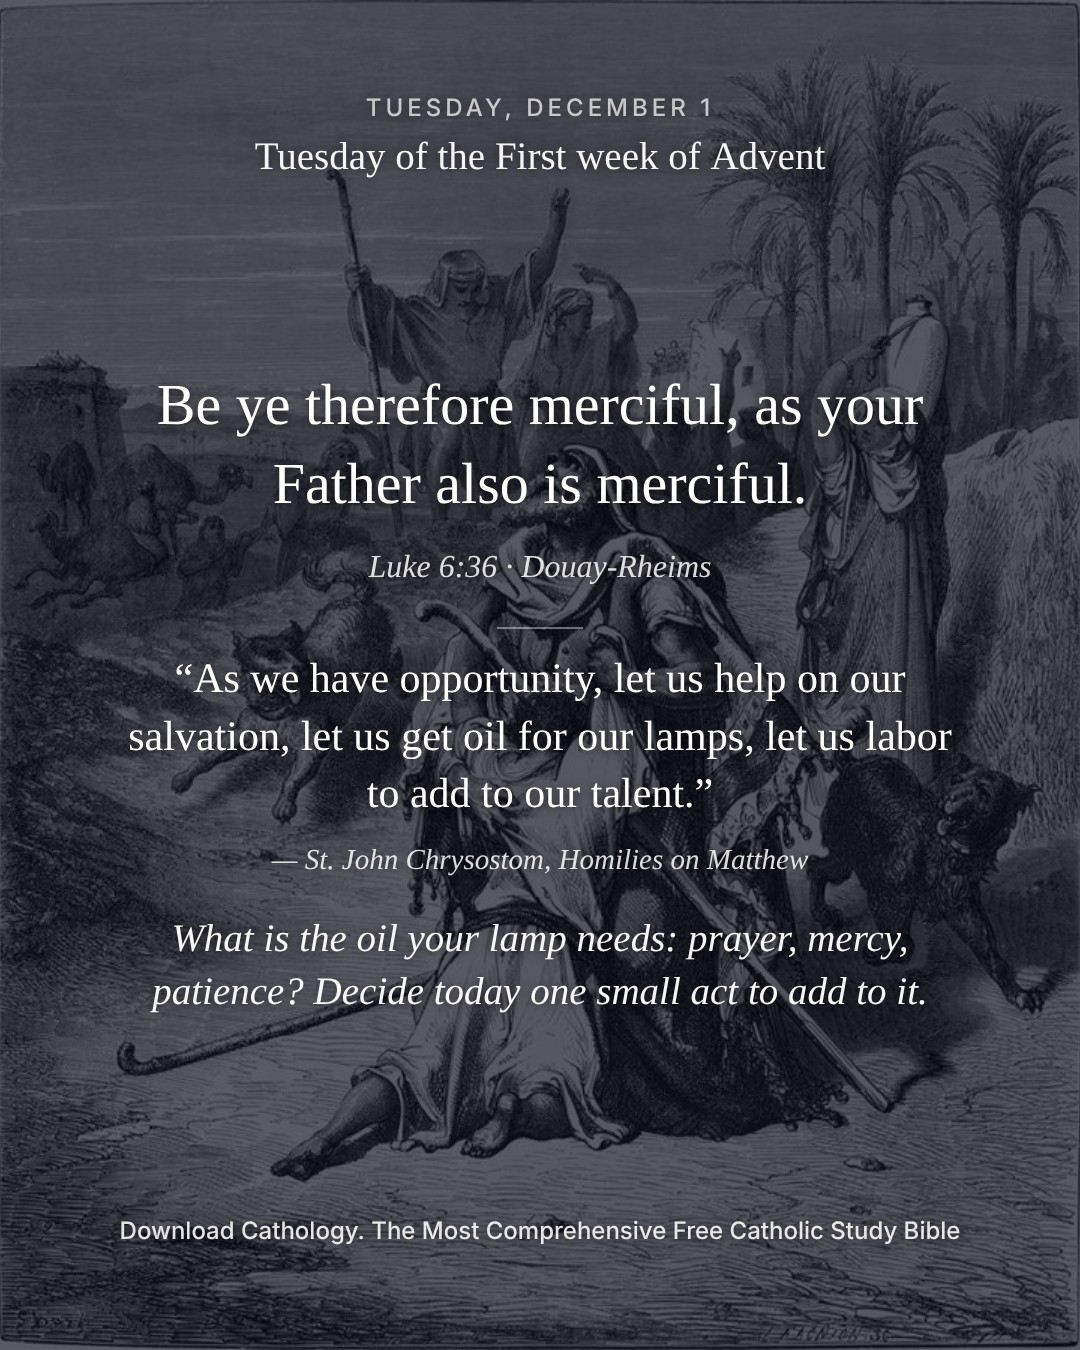 TUESDAY, DECEMBER 1
Tuesday of the First week of Advent
Be ye therefore merciful, as your
Father also is merciful.
Luke 6:36 · Douay-Rheims
“As we have opportunity, let us help on our
salvation, let us get oil for our lamps, let us labor
to add to our talent.”
— St. John Chrysostom, Homilies on Matthew
What is the oil your lamp needs: prayer, mercy,
patience? Decide today one small act to add to it.
Download Cathology. The Most Comprehensive Free Catholic Study Bible